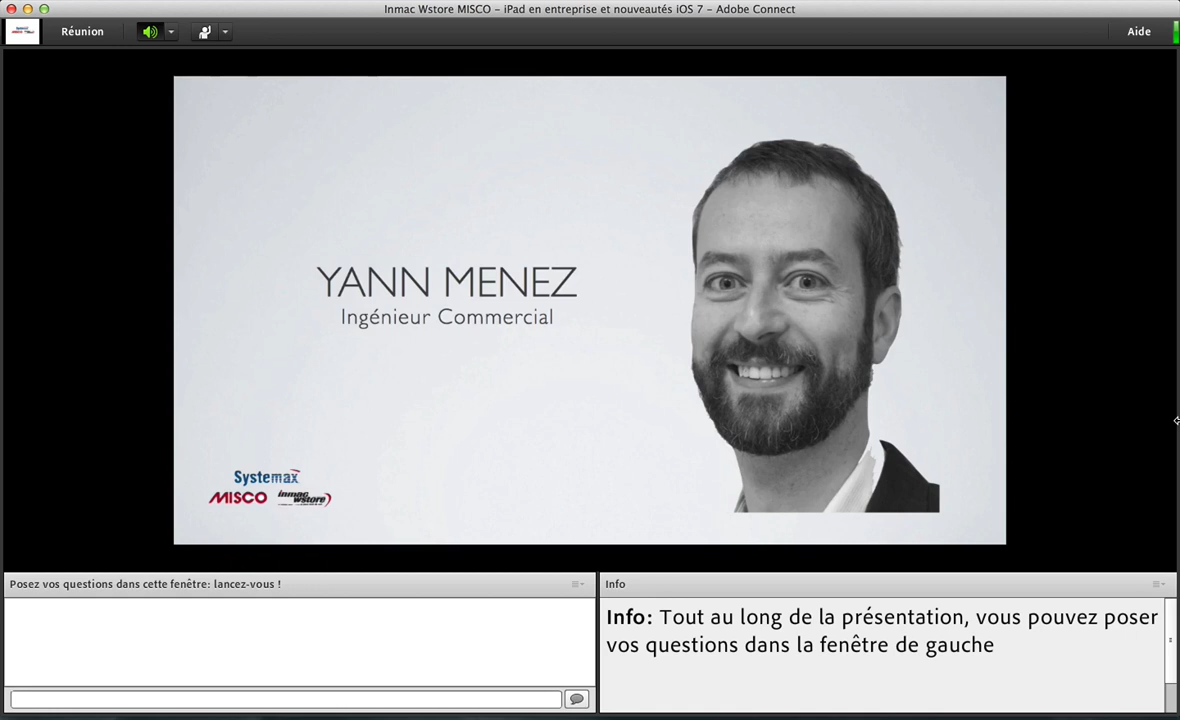 Inmac Wstore MISCO – iPad en entreprise et nouveautés iOS 7 – Adobe Connect
Réunion
Aide
YANN MENEZ
Ingénieur Commercial
Systemax
MISCO inmac wstore
Posez vos questions dans cette fenêtre: lancez-vous !
Info
Info: Tout au long de la présentation, vous pouvez poser
vos questions dans la fenêtre de gauche